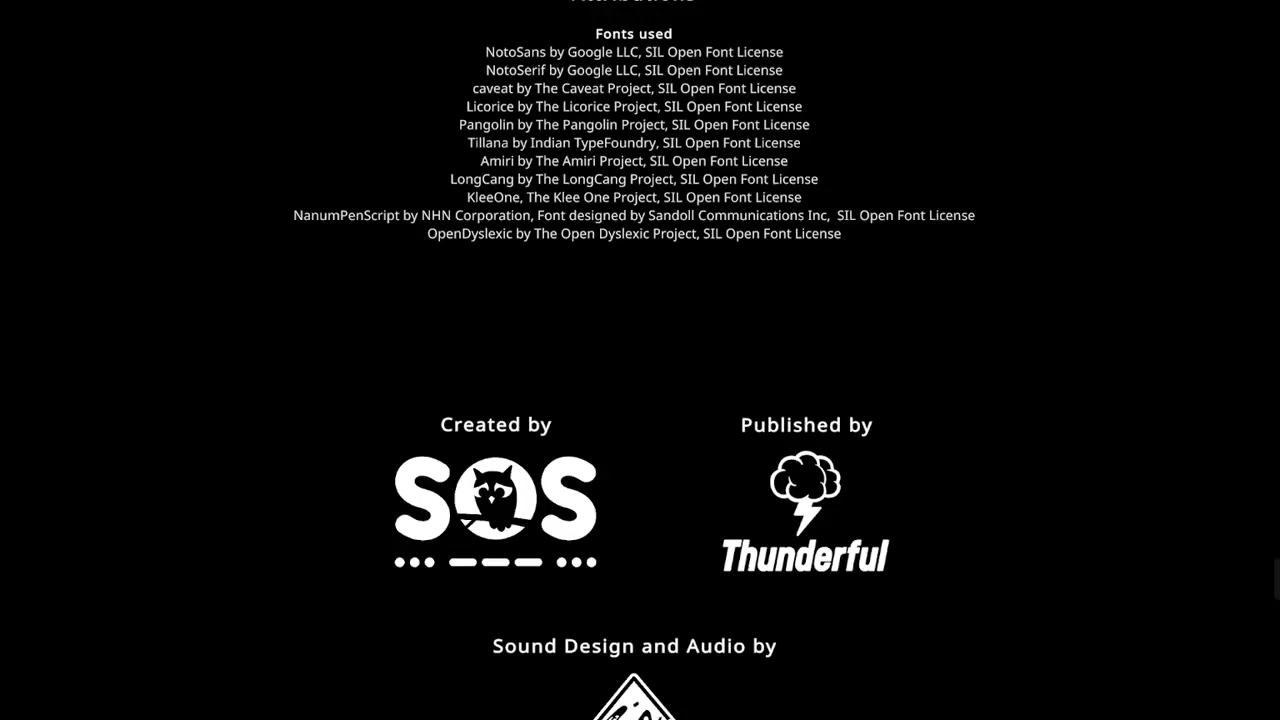 Fonts used
NotoSans by Google LLC, SIL Open Font License
NotoSerif by Google LLC, SIL Open Font License
caveat by The Caveat Project, SIL Open Font License
Licorice by The Licorice Project, SIL Open Font License
Pangolin by The Pangolin Project, SIL Open Font License
Tillana by Indian TypeFoundry, SIL Open Font License
Amiri by The Amiri Project, SIL Open Font License
LongCang by The LongCang Project, SIL Open Font License
KleeOne, The Klee One Project, SIL Open Font License
NanumPenScript by NHN Corporation, Font designed by Sandoll Communications Inc,  SIL Open Font License
OpenDyslexic by The Open Dyslexic Project, SIL Open Font License
Created by
Published by
SOS
Thunderful
Sound Design and Audio by